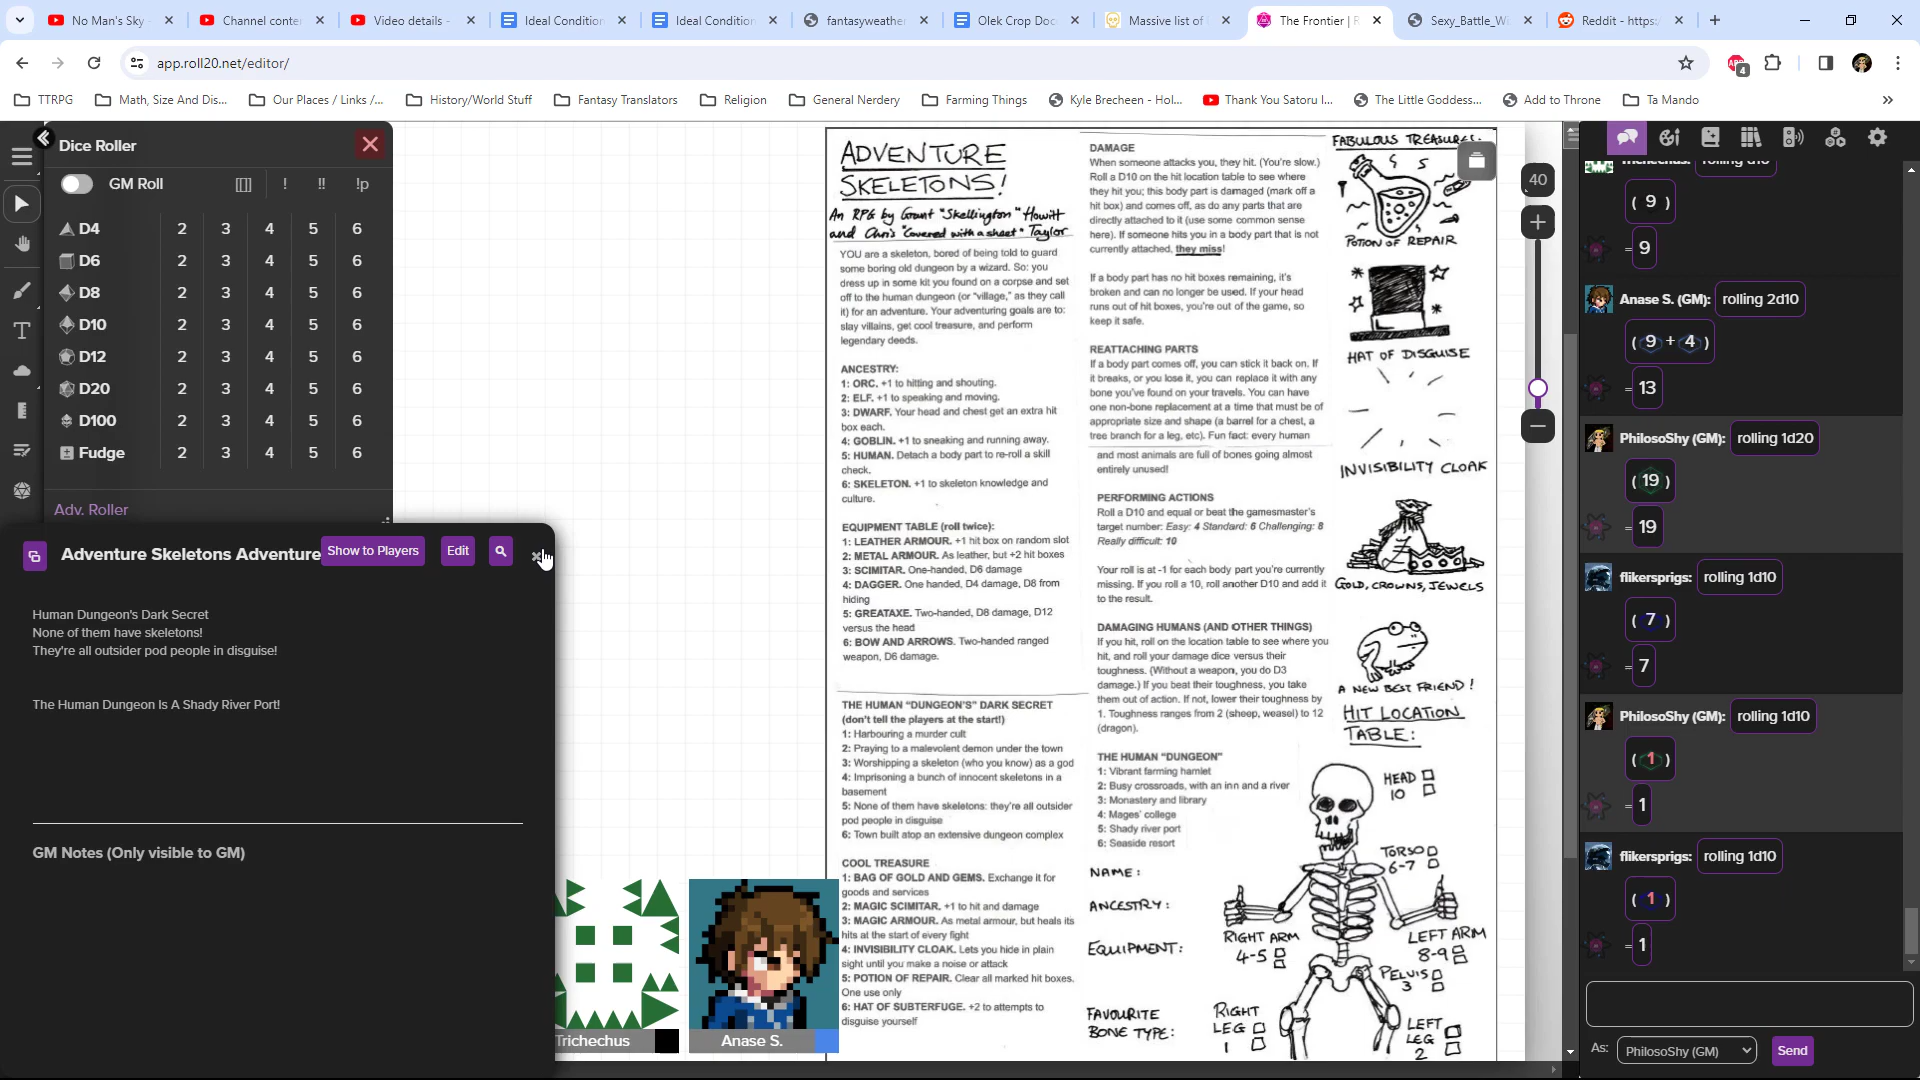 No Man's Sky -
Channel conte
Video details -
Ideal Condition
Ideal Condition
fantasyweather
Olek Crop Doc
Massive list of
The Frontier | R
Sexy_Battle_Wi
Reddit - https:/
app.roll20.net/editor/
4
TTRPG
Math, Size And Dis...
Our Places / Links /...
History/World Stuff
Fantasy Translators
Religion
General Nerdery
Farming Things
Kyle Brecheen - Hol...
Thank You Satoru I...
The Little Goddess...
Add to Throne
Ta Mando
Dice Roller
GM Roll
[[]]
!
!!
!p
D4 2 3 4 5 6
D6 2 3 4 5 6
D8 2 3 4 5 6
D10 2 3 4 5 6
D12 2 3 4 5 6
D20 2 3 4 5 6
D100 2 3 4 5 6
Fudge 2 3 4 5 6
Adv. Roller
Adventure Skeletons Adventure
Show to Players
Edit
Human Dungeon's Dark Secret
None of them have skeletons!
They're all outsider pod people in disguise!
The Human Dungeon Is A Shady River Port!
GM Notes (Only visible to GM)
Trichechus
Anase S.
ADVENTURE
SKELETONS!
An RPG by Grant "Skellington" Howitt
and Chris "Covered with a sheet" Taylor
YOU are a skeleton, bored of being told to guard
some boring old dungeon by a wizard. So: you
dress up in some kit you found on a corpse and set
off to the human dungeon (or "village," as they call
it) for an adventure. Your adventuring goals are to:
slay villains, get cool treasure, and perform
legendary deeds.
ANCESTRY:
1: ORC. +1 to hitting and shouting.
2: ELF. +1 to speaking and moving.
3: DWARF. Your head and chest get an extra hit
box each.
4: GOBLIN. +1 to sneaking and running away.
5: HUMAN. Detach a body part to re-roll a skill
check.
6: SKELETON. +1 to skeleton knowledge and
culture.
EQUIPMENT TABLE (roll twice):
1: LEATHER ARMOUR. +1 hit box on random slot
2: METAL ARMOUR. As leather, but +2 hit boxes
3: SCIMITAR. One-handed, D6 damage
4: DAGGER. One handed, D4 damage, D8 from
hiding
5: GREATAXE. Two-handed, D8 damage, D12
versus the head
6: BOW AND ARROWS. Two-handed ranged
weapon, D6 damage.
THE HUMAN "DUNGEON'S" DARK SECRET
(don't tell the players at the start!)
1: Harbouring a murder cult
2: Praying to a malevolent demon under the town
3: Worshipping a skeleton (who you know) as a god
4: Imprisoning a bunch of innocent skeletons in a
basement
5: None of them have skeletons: they're all outsider
pod people in disguise
6: Town built atop an extensive dungeon complex
COOL TREASURE
1: BAG OF GOLD AND GEMS. Exchange it for
goods and services
2: MAGIC SCIMITAR. +1 to hit and damage
3: MAGIC ARMOUR. As metal armour, but heals its
hits at the start of every fight
4: INVISIBILITY CLOAK. Lets you hide in plain
sight until you make a noise or attack
5: POTION OF REPAIR. Clear all marked hit boxes.
One use only
6: HAT OF SUBTERFUGE. +2 to attempts to
disguise yourself
DAMAGE
When someone attacks you, they hit. (You're slow.)
Roll a D10 on the hit location table to see where
they hit you; this body part is damaged (mark off a
hit box) and comes off, as do any parts that are
directly attached to it (use some common sense
here). If someone hits you in a body part that is not
currently attached, they miss!
If a body part has no hit boxes remaining, it's
broken and can no longer be used. If your head
runs out of hit boxes, you're out of the game, so
keep it safe.
REATTACHING PARTS
If a body part comes off, you can stick it back on. If
it breaks, or you lose it, you can replace it with any
bone you've found on your travels. You can have
one non-bone replacement at a time that must be of
appropriate size and shape (a barrel for a chest, a
tree branch for a leg, etc). Fun fact: every human
and most animals are full of bones going almost
entirely unused!
PERFORMING ACTIONS
Roll a D10 and equal or beat the gamesmaster's
target number: Easy: 4 Standard: 6 Challenging: 8
Really difficult: 10
Your roll is at -1 for each body part you're currently
missing. If you roll a 10, roll another D10 and add it
to the result.
DAMAGING HUMANS (AND OTHER THINGS)
If you hit, roll on the location table to see where you
hit, and roll your damage dice versus their
toughness. (Without a weapon, you do D3
damage.) If you beat their toughness, you take
them out of action. If not, lower their toughness by
1. Toughness ranges from 2 (sheep, weasel) to 12
(dragon).
THE HUMAN "DUNGEON"
1: Vibrant farming hamlet
2: Busy crossroads, with an inn and a river
3: Monastery and library
4: Mages' college
5: Shady river port
6: Seaside resort
NAME:
ANCESTRY:
EQUIPMENT:
FAVOURITE
BONE TYPE:
FABULOUS TREASURES:
POTION OF REPAIR
HAT OF DISGUISE
INVISIBILITY CLOAK
GOLD, CROWNS, JEWELS
A NEW BEST FRIEND!
HIT LOCATION
TABLE:
HEAD
10
TORSO
6-7
RIGHT ARM
4-5
LEFT ARM
8-9
PELVIS
3
RIGHT
LEG
1
LEFT
LEG
2
40
Trichechus: rolling 1d10
( 9 )
= 9
Anase S. (GM): rolling 2d10
( 9 + 4 )
= 13
PhilosoShy (GM): rolling 1d20
( 19 )
= 19
flikersprigs: rolling 1d10
( 7 )
= 7
PhilosoShy (GM): rolling 1d10
( 1 )
= 1
flikersprigs: rolling 1d10
( 1 )
= 1
As: PhilosoShy (GM)
Send